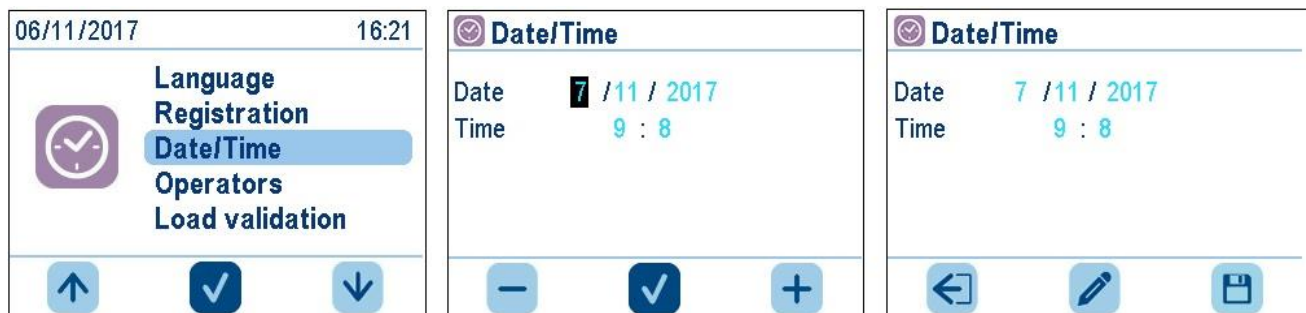 06/11/2017 16:21
Language
Registration
Date/Time
Operators
Load validation
Date/Time
Date 7 /11 / 2017
Time 9 : 8
Date/Time
Date 7 /11 / 2017
Time 9 : 8